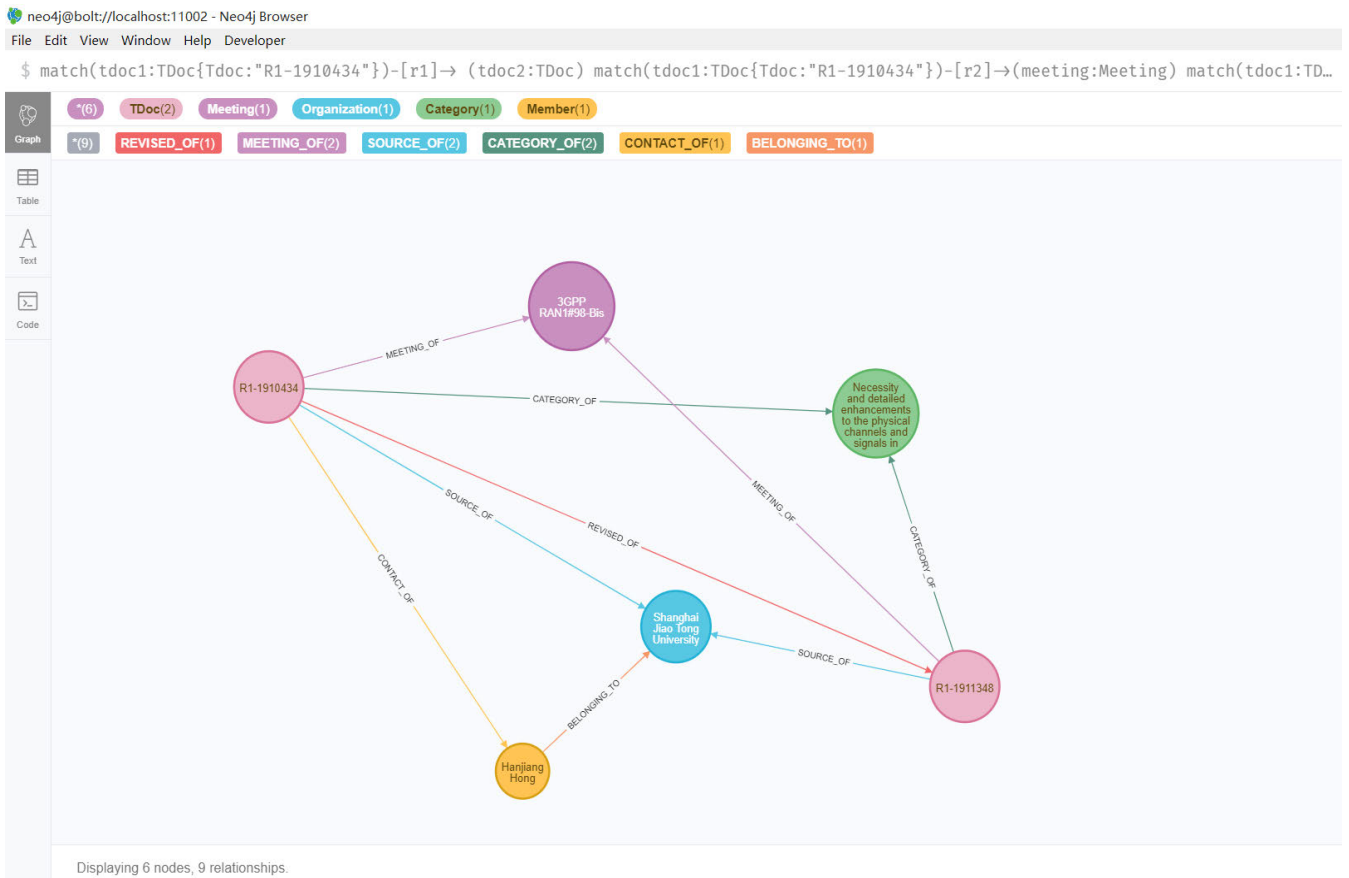 neo4j@bolt://localhost:11002 - Neo4j Browser
File Edit View Window Help Developer
$ match(tdoc1:TDoc{Tdoc:"R1-1910434"})-[r1]→ (tdoc2:TDoc) match(tdoc1:TDoc{Tdoc:"R1-1910434"})-[r2]→(meeting:Meeting) match(tdoc1:TD…
Graph
*(6) TDoc(2) Meeting(1) Organization(1) Category(1) Member(1)
*(9) REVISED_OF(1) MEETING_OF(2) SOURCE_OF(2) CATEGORY_OF(2) CONTACT_OF(1) BELONGING_TO(1)
Table
Text
Code
3GPP
RAN1#98-Bis
MEETING_OF
R1-1910434
CATEGORY_OF
Necessity
and detailed
enhancements
to the physical
channels and
signals in
SOURCE_OF
MEETING_OF
REVISED_OF
CONTACT_OF
CATEGORY_OF
Shanghai
Jiao Tong
University
SOURCE_OF
R1-1911348
BELONGING_TO
Hanjiang
Hong
Displaying 6 nodes, 9 relationships.